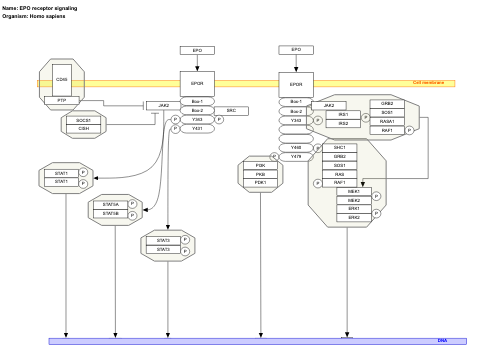 Name: EPO receptor signaling
Organism: Homo sapiens
EPO
EPO
CD45
EPOR
EPOR
Cell membrane
PTP
JAK2
Box-1
Box-2
SRC
Y343
P
P
Y431
P
SOCS1
CISH
Box-1
JAK2
Box-2
Y343
P
IRS1
IRS2
P
GRB2
SOS1
RASA1
RAF1
P
Y468
P
Y479
P
PI3K
PKB
PDK1
SHC1
GRB2
SOS1
RAS
RAF1
P
MEK1
P
MEK2
ERK1
P
ERK2
STAT1
P
STAT1
P
STAT5A
P
STAT5B
P
STAT3
P
STAT3
P
DNA